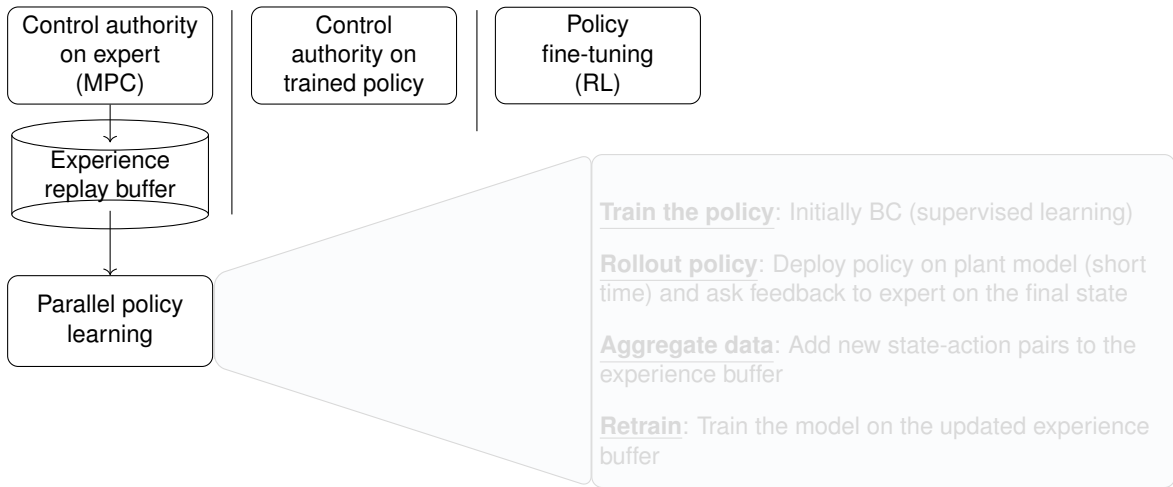 Control authority
on expert
(MPC)
Control
authority on
trained policy
Policy
fine-tuning
(RL)
Experience
replay buffer
Parallel policy
learning
Train the policy: Initially BC (supervised learning)
Rollout policy: Deploy policy on plant model (short
time) and ask feedback to expert on the final state
Aggregate data: Add new state-action pairs to the
experience buffer
Retrain: Train the model on the updated experience
buffer